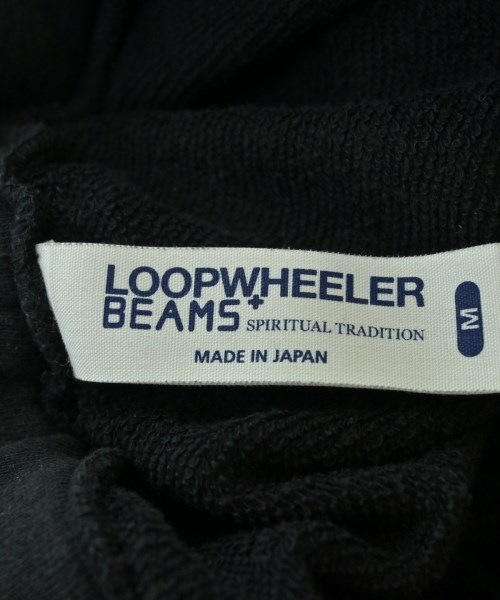 LOOPWHEELER
BEAMS+ SPIRITUAL TRADITION
MADE IN JAPAN
M